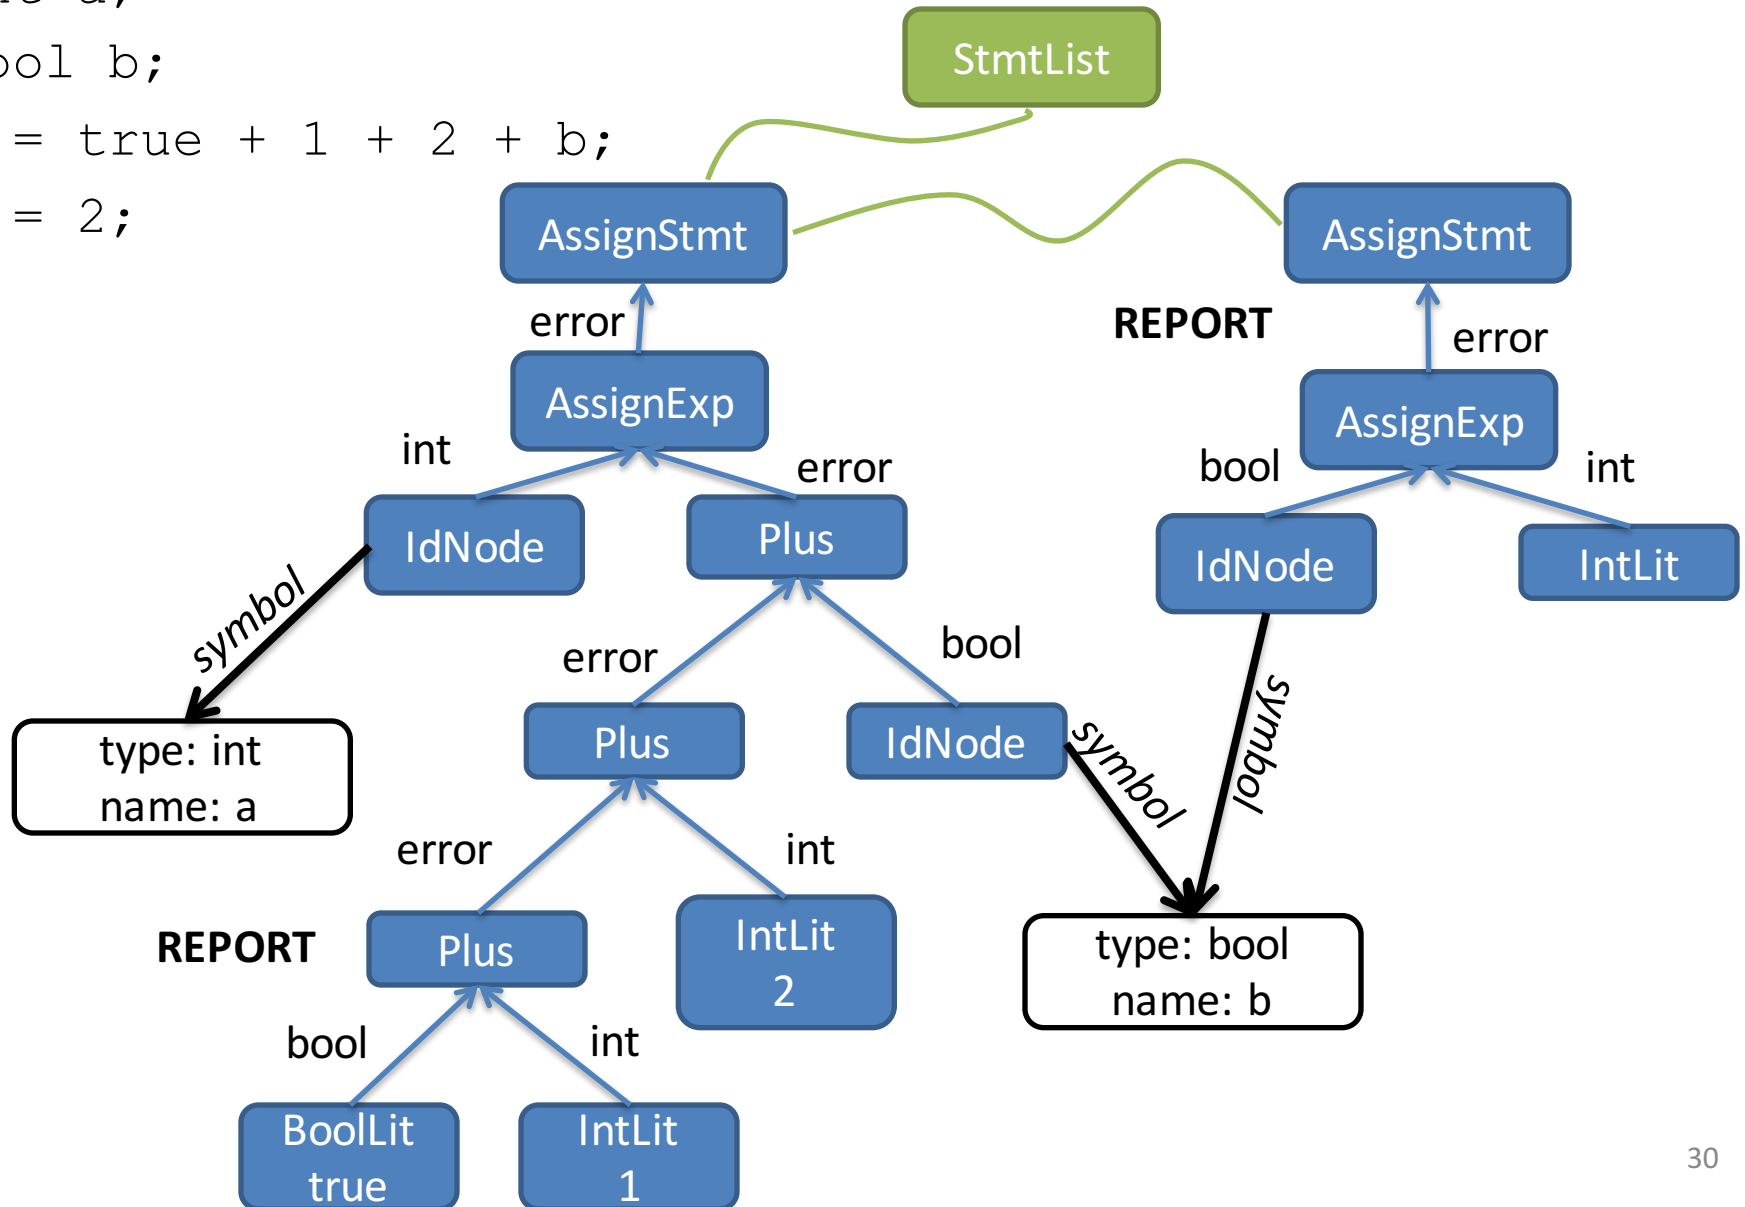 a;
bool b;
= true + 1 + 2 + b;
= 2;
StmtList
AssignStmt
AssignStmt
error
REPORT
error
AssignExp
AssignExp
int
error
bool
int
IdNode
Plus
IdNode
IntLit
symbol
error
bool
symbol
type: int
name: a
Plus
IdNode
symbol
error
int
REPORT
Plus
IntLit
2
type: bool
name: b
bool
int
BoolLit
true
IntLit
1
30